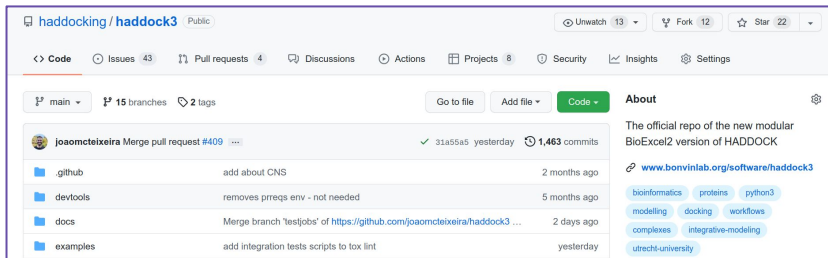 haddocking / haddock3 Public
Unwatch 13 Fork 12 Star 22
Code Issues 43 Pull requests 4 Discussions Actions Projects 8 Security Insights Settings
main 15 branches 2 tags Go to file Add file Code
joaomcteixeira Merge pull request #409 ... 31a55a5 yesterday 1,463 commits
.github add about CNS 2 months ago
devtools removes prreqs env - not needed 5 months ago
docs Merge branch 'testjobs' of https://github.com/joaomcteixeira/haddock3 ... 2 days ago
examples add integration tests scripts to tox lint yesterday
About
The official repo of the new modular
BioExcel2 version of HADDOCK
www.bonvinlab.org/software/haddock3
bioinformatics proteins python3
modelling docking workflows
complexes integrative-modeling
utrecht-university